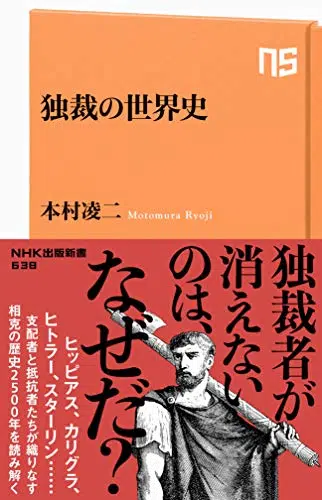 NS
独裁の世界史
本村凌二 Motomura Ryoji
NHK出版新書
638
独裁者が
消えない
のは、
なぜだ?
ヒッピアス、カリグラ、
ヒトラー、スターリン……
支配者と抵抗者たちが織りなす
相克の歴史2500年を読み解く